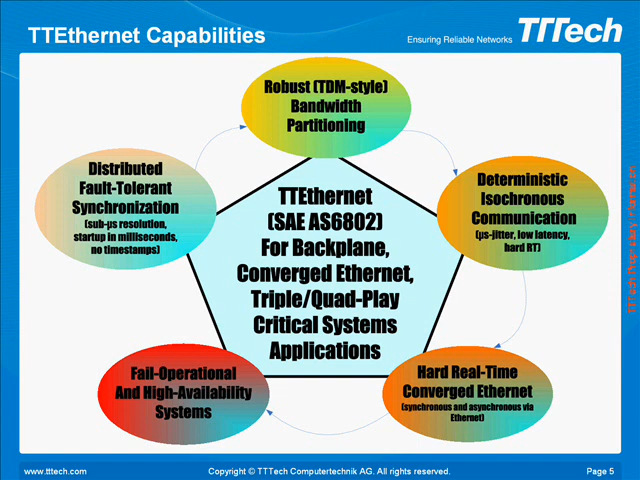 TTEthernet Capabilities
Ensuring Reliable Networks
TTTech
Robust (TDM-style)
Bandwidth
Partitioning
Distributed
Fault-Tolerant
Synchronization
(sub-µs resolution,
startup in milliseconds,
no timestamps)
Deterministic
Isochronous
Communication
(µs-jitter, low latency,
hard RT)
TTEthernet
(SAE AS6802)
For Backplane,
Converged Ethernet,
Triple/Quad-Play
Critical Systems
Applications
Fail-Operational
And High-Availability
Systems
Hard Real-Time
Converged Ethernet
(synchronous and asynchronous via
Ethernet)
www.tttech.com
Copyright © TTTech Computertechnik AG. All rights reserved.
Page 5